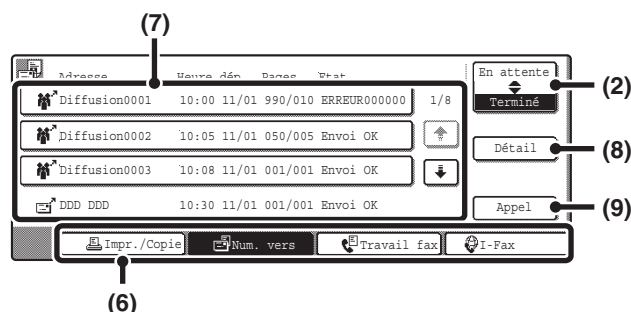 (7)
Adresse Heure dép. Pages Etat
En attente
Terminé
(2)
Diffusion0001 10:00 11/01 990/010 ERREUR000000 1/8
Diffusion0002 10:05 11/01 050/005 Envoi OK
Détail
(8)
Diffusion0003 10:08 11/01 001/001 Envoi OK
DDD DDD 10:30 11/01 001/001 Envoi OK
Appel
(9)
Impr./Copie Num. vers Travail fax I-Fax
(6)